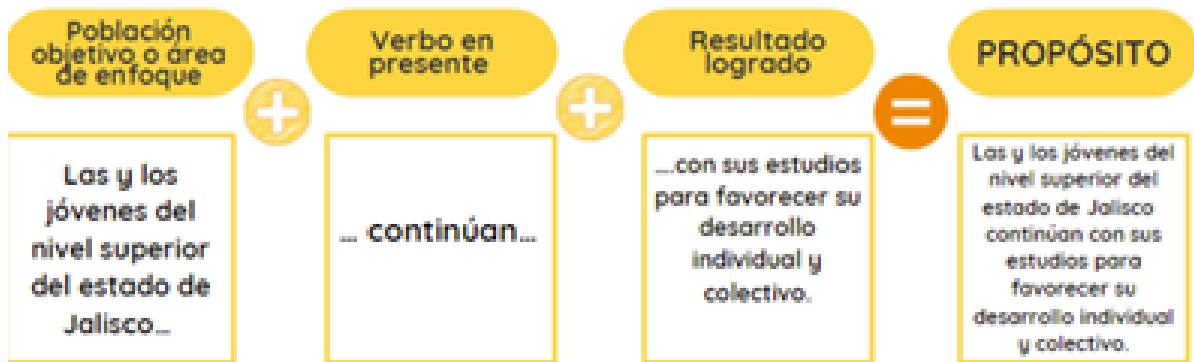 Población
objetivo o área
de enfoque
Verbo en
presente
Resultado
logrado
PROPÓSITO
Las y los
jóvenes del
nivel superior
del estado de
Jalisco...
... continúan...
....con sus estudios
para favorecer su
desarrollo
individual y
colectivo.
Las y los jóvenes del
nivel superior del
estado de Jalisco
continúan con sus
estudios para
favorecer su
desarrollo individual
y colectivo.